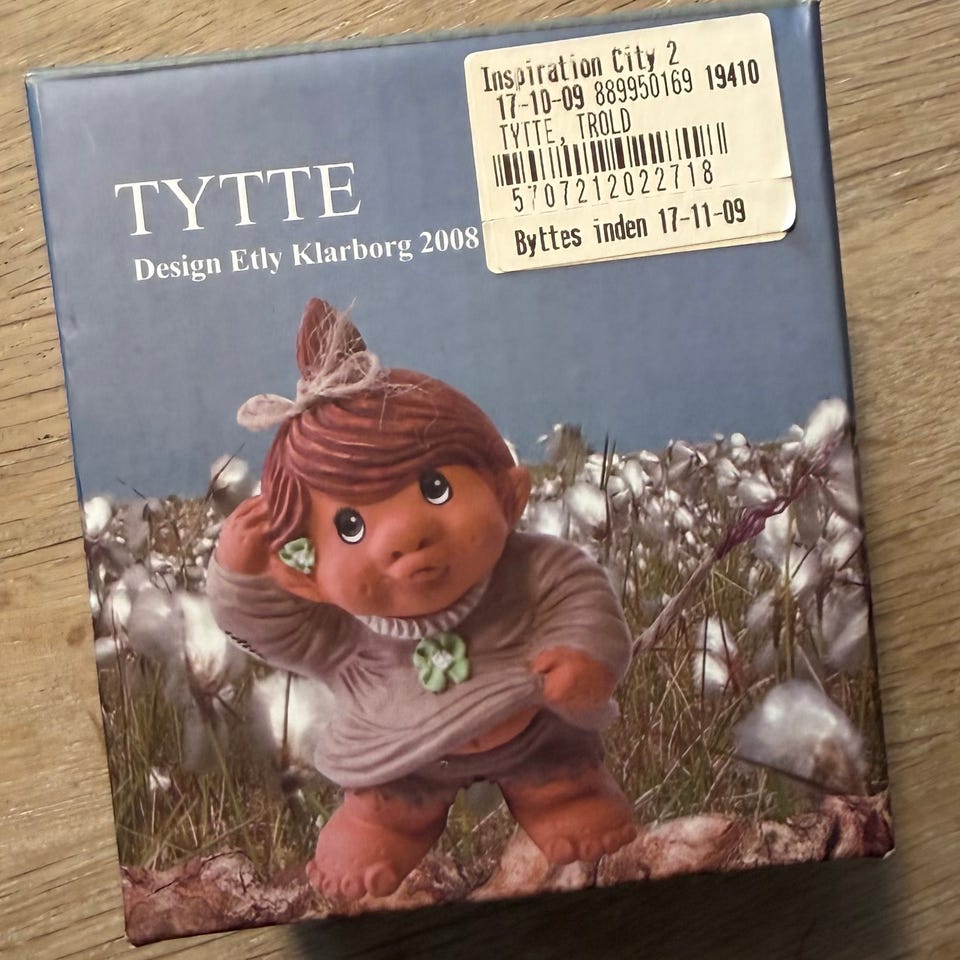 TYTTE
Design Etly Klarborg 2008
Inspiration City 2
17-10-09 889950169 19410
TYTTE, TROLD
5707212022718
Byttes inden 17-11-09